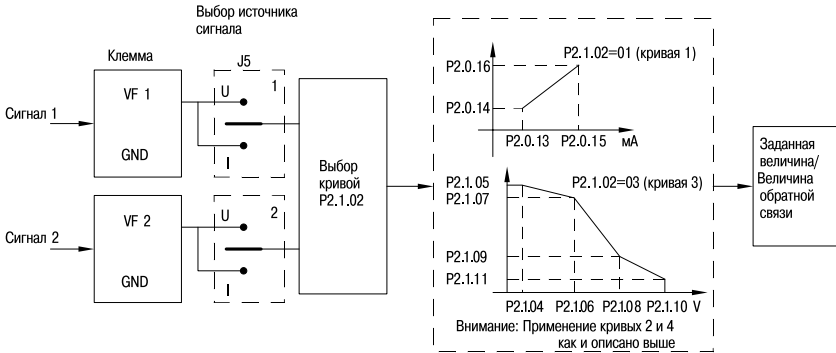 Выбор источника
сигнала
Клемма
J5
Сигнал 1
VF 1
GND
U
1
I
Сигнал 2
VF 2
GND
U
2
I
Выбор
кривой
P2.1.02
P2.1.02=01 (кривая 1)
P2.0.16
P2.0.14
P2.0.13
P2.0.15
мА
P2.1.02=03 (кривая 3)
P2.1.05
P2.1.07
P2.1.09
P2.1.11
P2.1.04
P2.1.06
P2.1.08
P2.1.10
V
Внимание: Применение кривых 2 и 4
как и описано выше
Заданная
величина/
Величина
обратной
связи